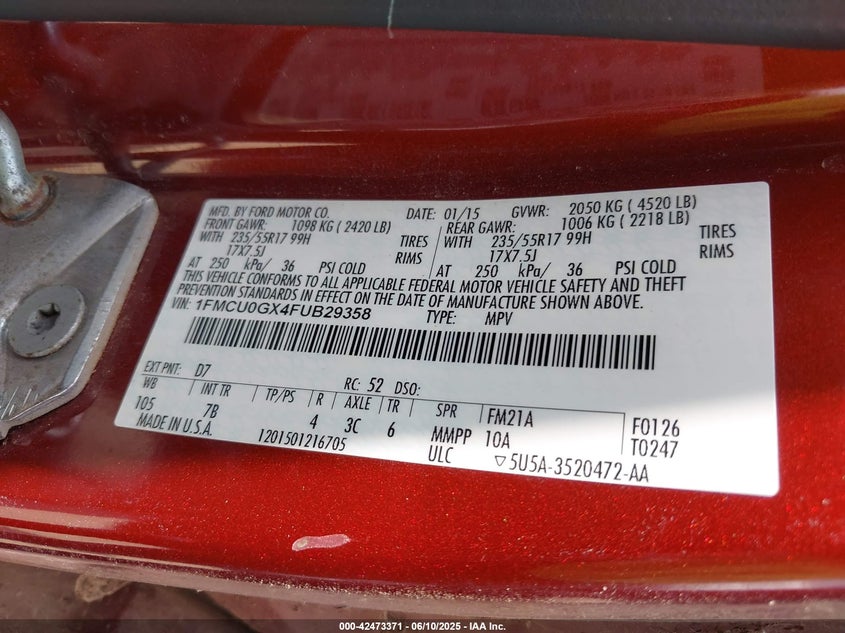 MFD. BY FORD MOTOR CO. DATE: 01/15 GVWR: 2050 KG ( 4520 LB)
FRONT GAWR: 1098 KG ( 2420 LB) REAR GAWR: 1006 KG ( 2218 LB)
WITH 235/55R17 99H TIRES WITH 235/55R17 99H TIRES
17X7.5J RIMS 17X7.5J RIMS
AT 250 kPa/ 36 PSI COLD AT 250 kPa/ 36 PSI COLD
THIS VEHICLE CONFORMS TO ALL APPLICABLE FEDERAL MOTOR VEHICLE SAFETY AND THEFT
PREVENTION STANDARDS IN EFFECT ON THE DATE OF MANUFACTURE SHOWN ABOVE.
VIN: 1FMCU0GX4FUB29358 TYPE: MPV
EXT PNT: D7 RC: 52 DSO:
WB INT TR TP/PS R AXLE TR SPR FM21A F0126
105 7B 4 3C 6 MMPP 10A T0247
MADE IN U.S.A. 1201501216705 ULC ▽5U5A-3520472-AA
000-42473371 | 06/10/2025 - IAA Inc.